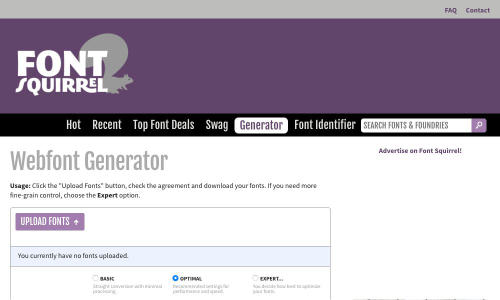 FAQ Contact
FONT
SQUIRREL
Hot Recent Top Font Deals Swag Generator Font Identifier SEARCH FONTS & FOUNDRIES
Webfont Generator
Advertise on Font Squirrel!
Usage: Click the "Upload Fonts" button, check the agreement and download your fonts. If you need more
fine-grain control, choose the Expert option.
UPLOAD FONTS
You currently have no fonts uploaded.
BASIC OPTIMAL EXPERT...
Straight conversion with minimal processing.
Recommended settings for performance and speed.
You decide how best to optimize your fonts.